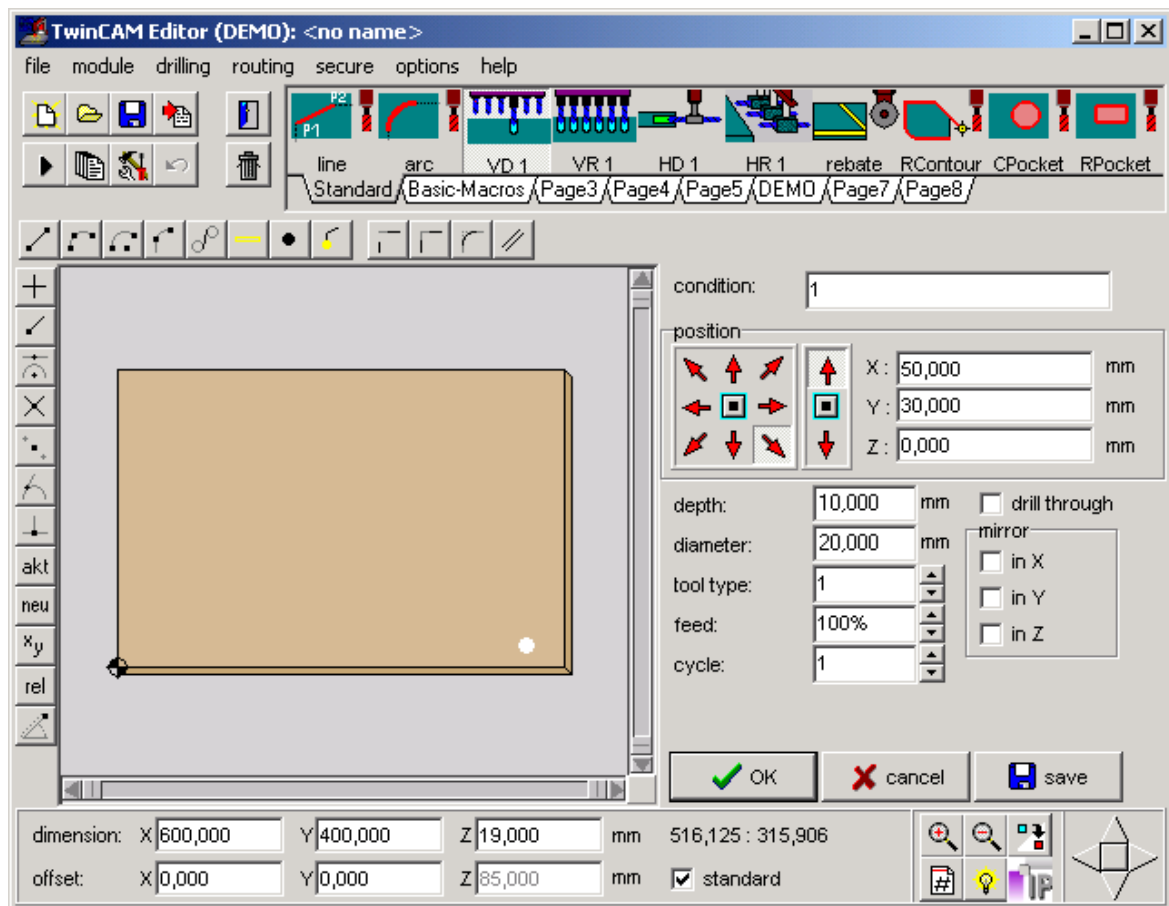 TwinCAM Editor (DEMO): <no name>
file module drilling routing secure options help
P2
P1
line arc VD 1 VR 1 HD 1 HR 1 rebate RContour CPocket RPocket
Standard Basic-Macros Page3 Page4 Page5 DEMO Page7 Page8
condition: 1
position
X : 50,000 mm
Y : 30,000 mm
Z : 0,000 mm
depth: 10,000 mm drill through
diameter: 20,000 mm mirror
in X
tool type: 1
in Y
feed: 100%
in Z
cycle: 1
akt
neu
xy
rel
OK cancel save
dimension: X 600,000 Y 400,000 Z 19,000 mm 516,125 : 315,906
offset: X 0,000 Y 0,000 Z 85,000 mm standard
# IP